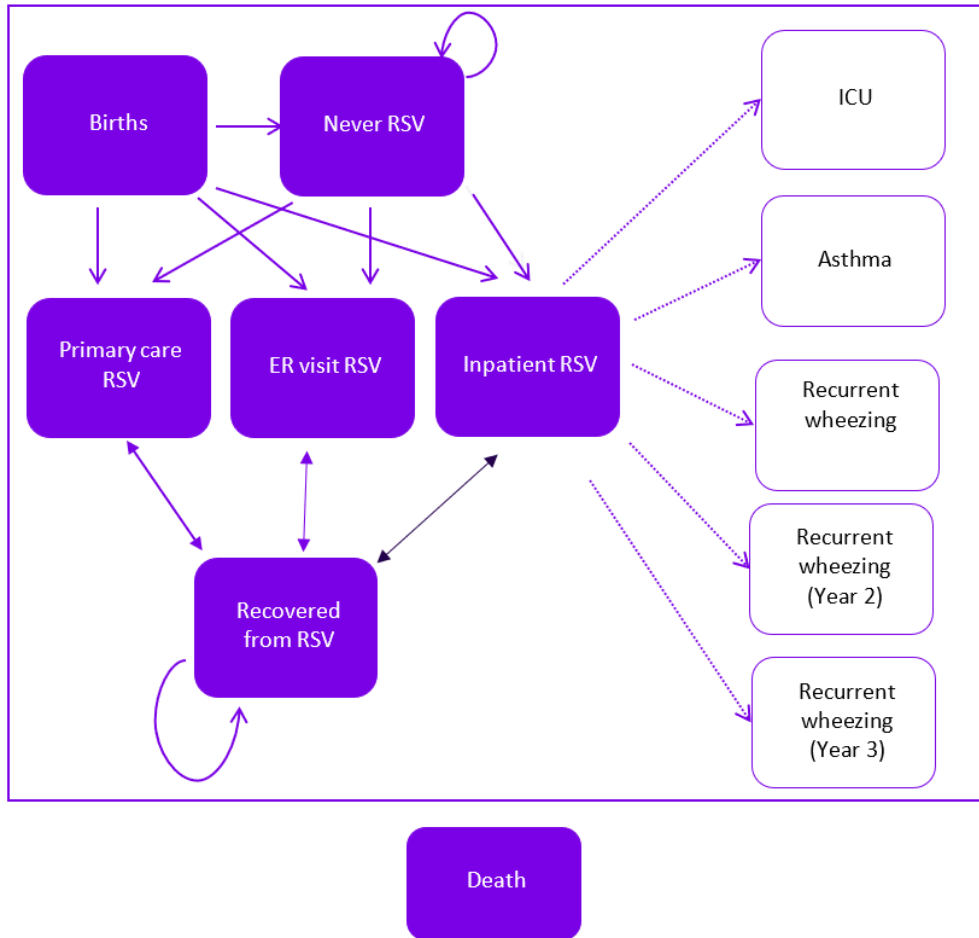 Births
Never RSV
ICU
Asthma
Primary care
RSV
ER visit RSV
Inpatient RSV
Recurrent
wheezing
Recurrent
wheezing
(Year 2)
Recovered
from RSV
Recurrent
wheezing
(Year 3)
Death